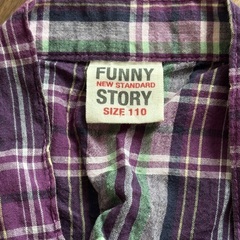 FUNNY
NEW STANDARD
STORY
SIZE 110